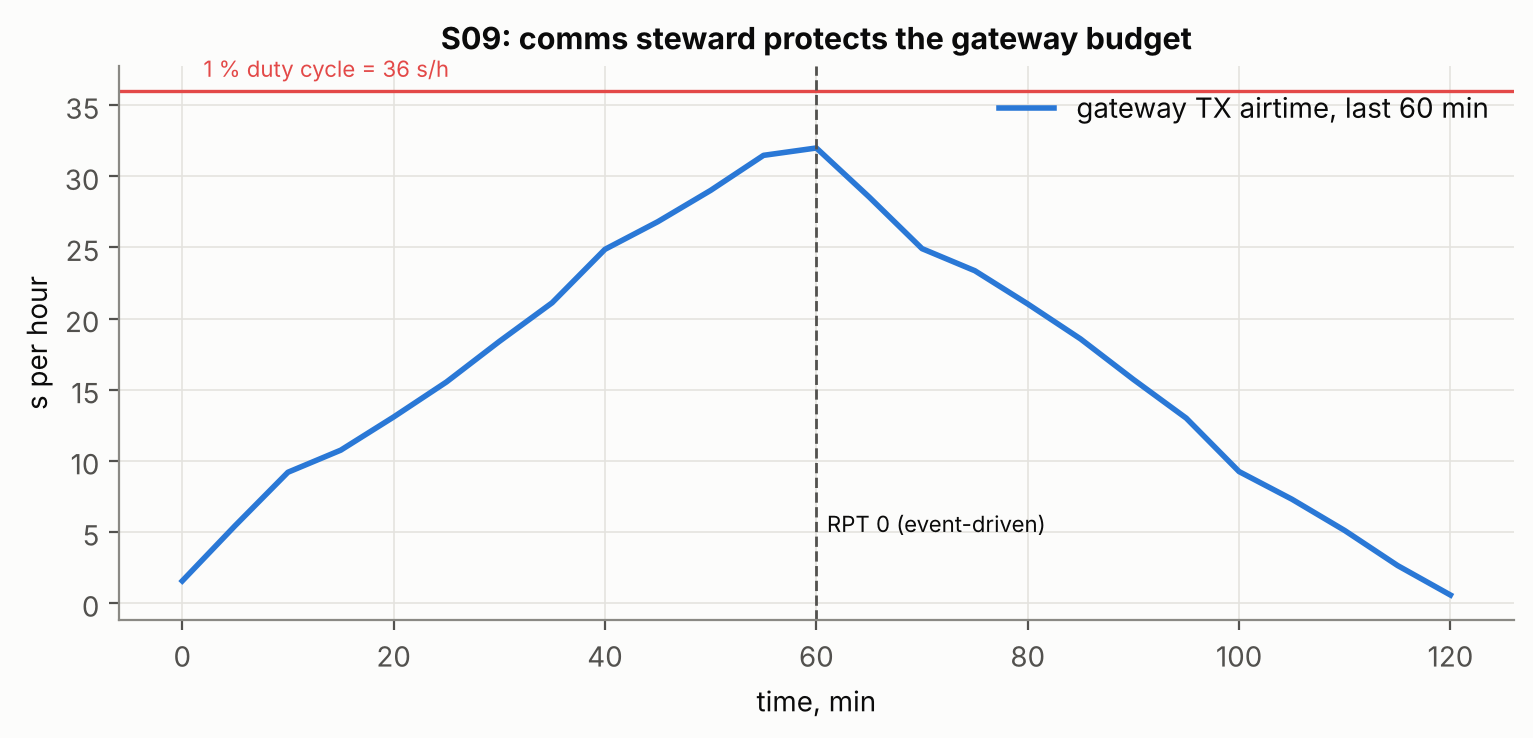 S09: comms steward protects the gateway budget
1 % duty cycle = 36 s/h
gateway TX airtime, last 60 min
35
30
25
20
15
10
5
0
s per hour
RPT 0 (event-driven)
0 20 40 60 80 100 120
time, min